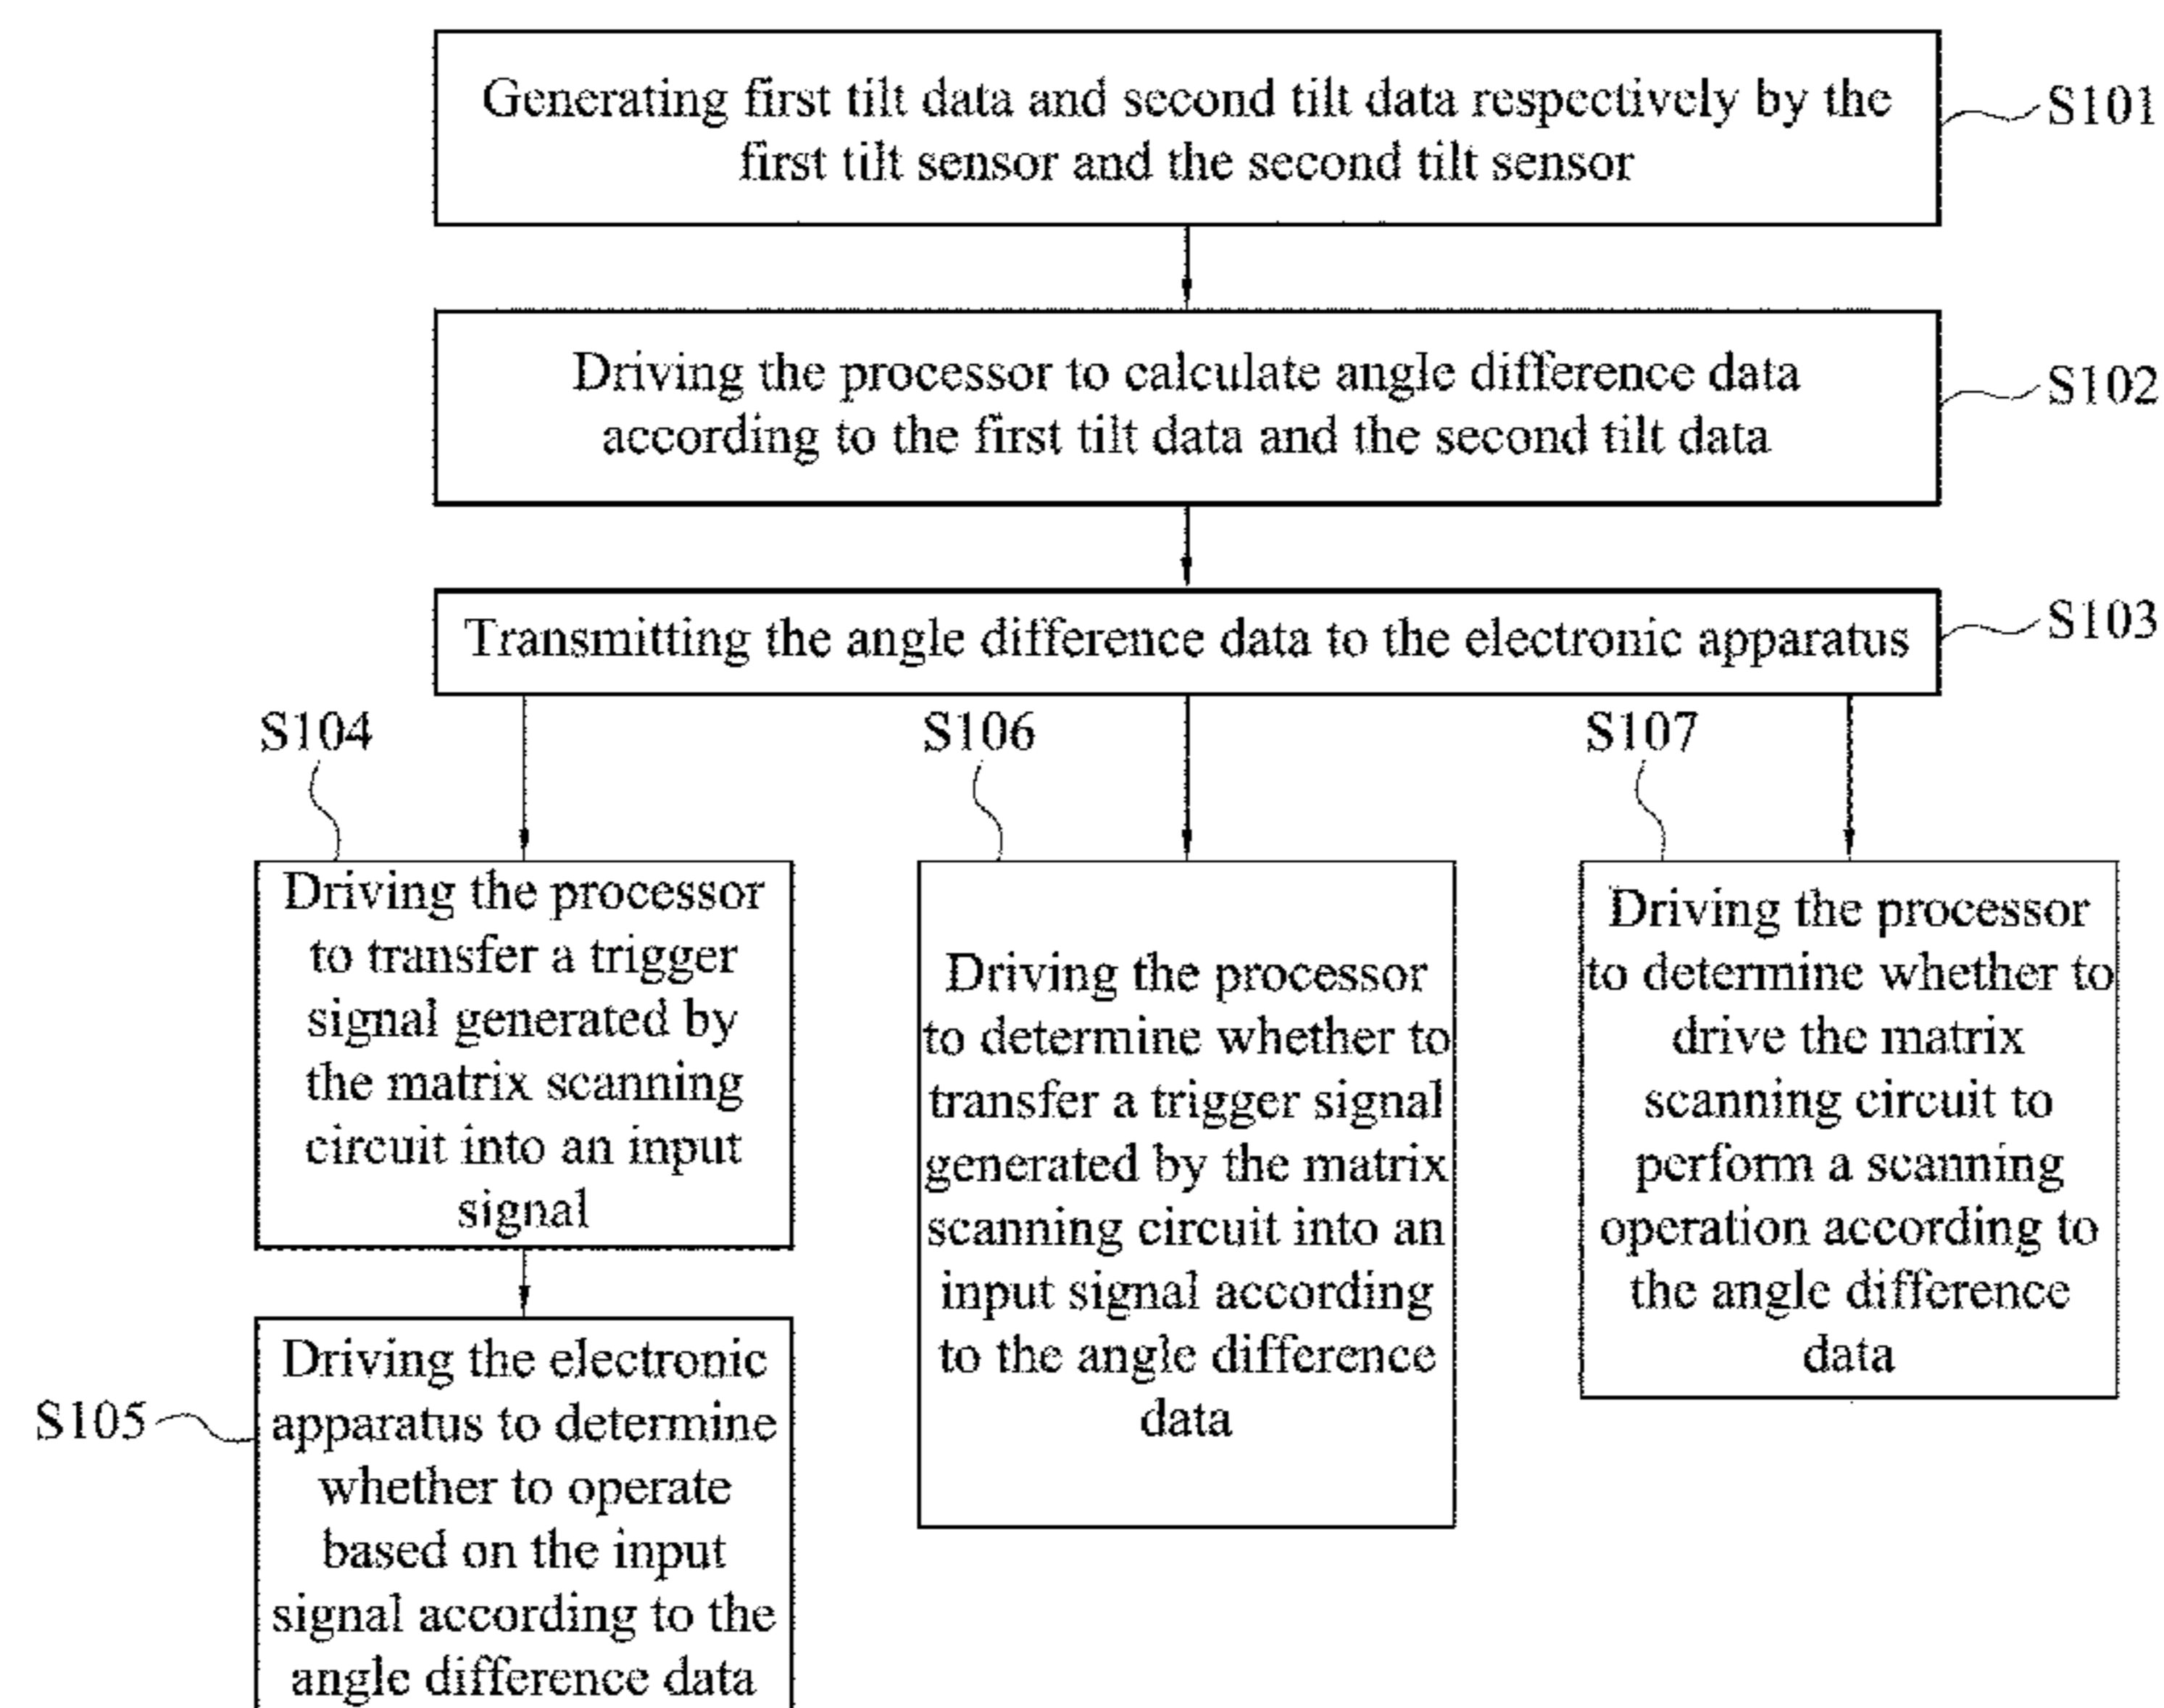 Generating first tilt data and second tilt data respectively by the
first tilt sensor and the second tilt sensor
S101
Driving the processor to calculate angle difference data
according to the first tilt data and the second tilt data
S102
Transmitting the angle difference data to the electronic apparatus
S103
S104
Driving the processor
to transfer a trigger
signal generated by
the matrix scanning
circuit into an input
signal
S105
Driving the electronic
apparatus to determine
whether to operate
based on the input
signal according to the
angle difference data
S106
Driving the processor
to determine whether to
transfer a trigger signal
generated by the matrix
scanning circuit into an
input signal according
to the angle difference
data
S107
Driving the processor
to determine whether to
drive the matrix
scanning circuit to
perform a scanning
operation according to
the angle difference
data